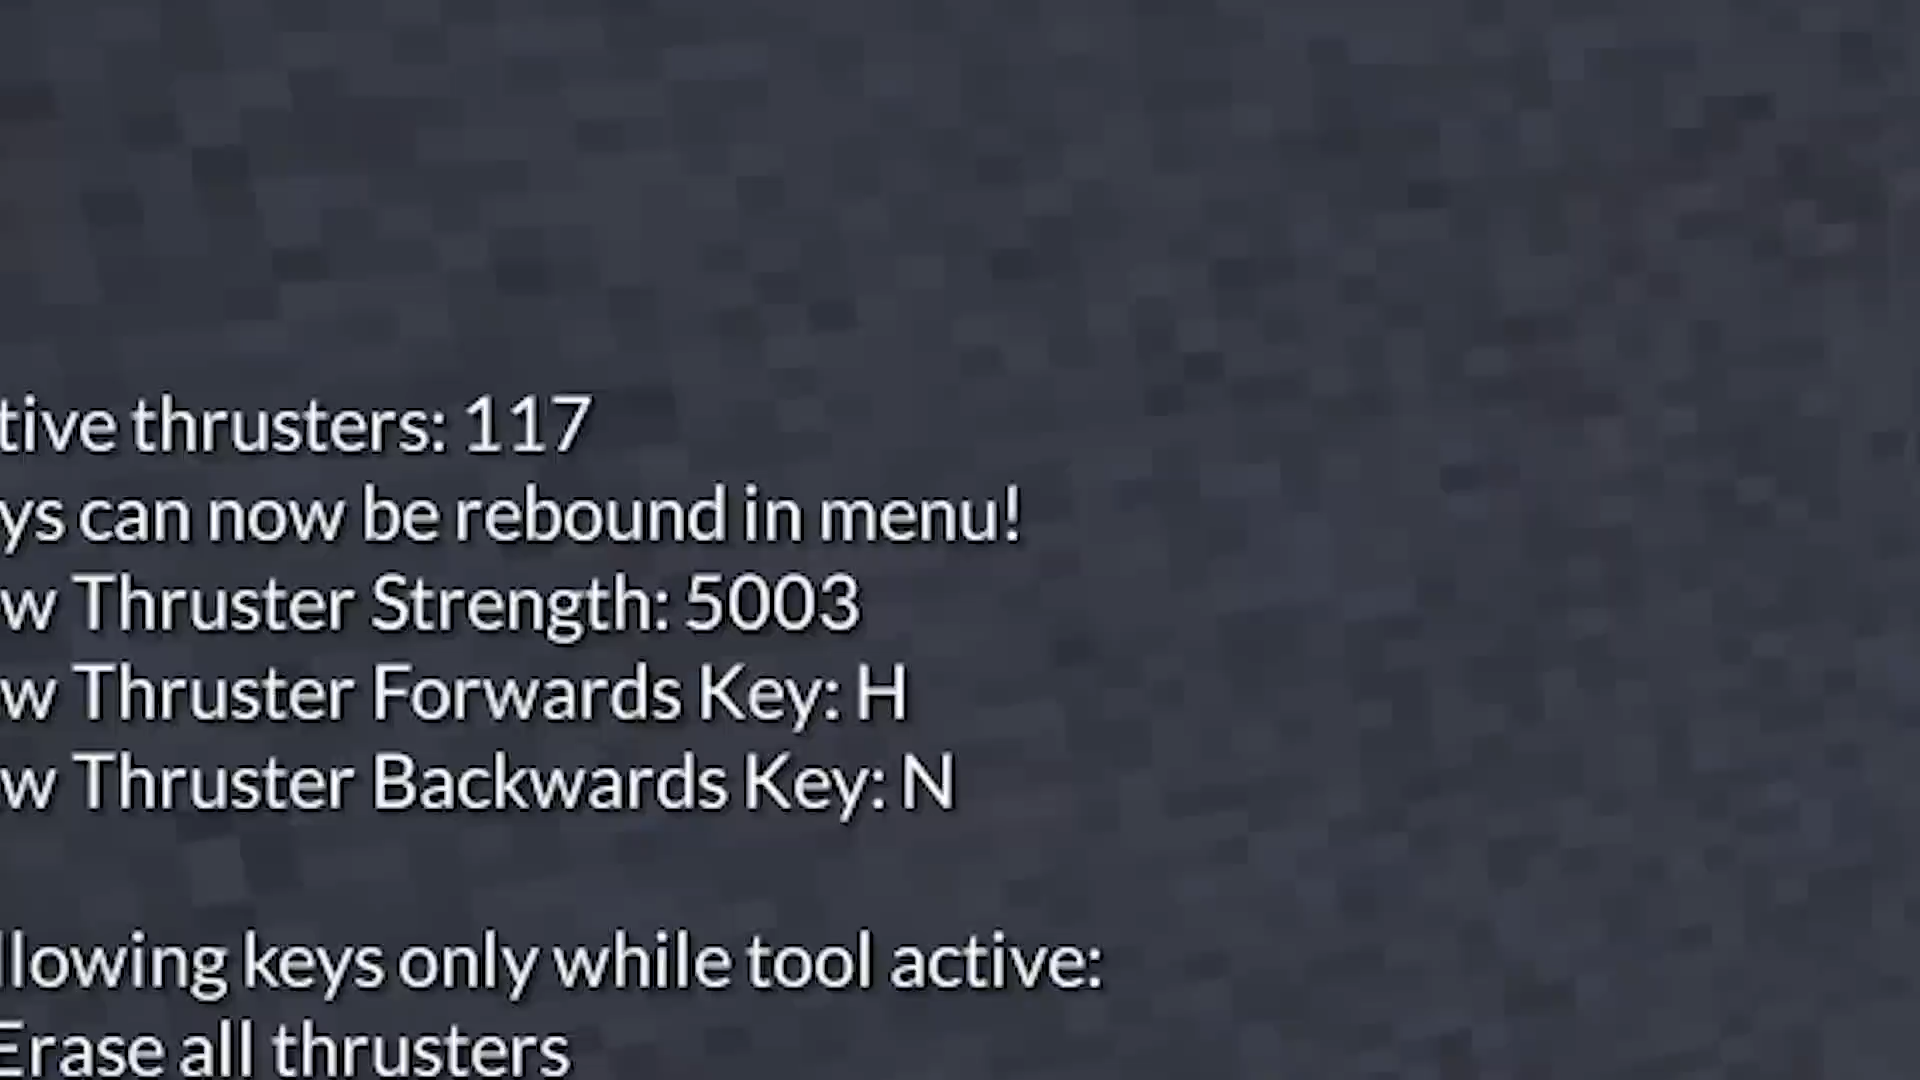 tive thrusters: 117
ys can now be rebound in menu!
w Thruster Strength: 5003
w Thruster Forwards Key: H
w Thruster Backwards Key: N
llowing keys only while tool active:
Erase all thrusters